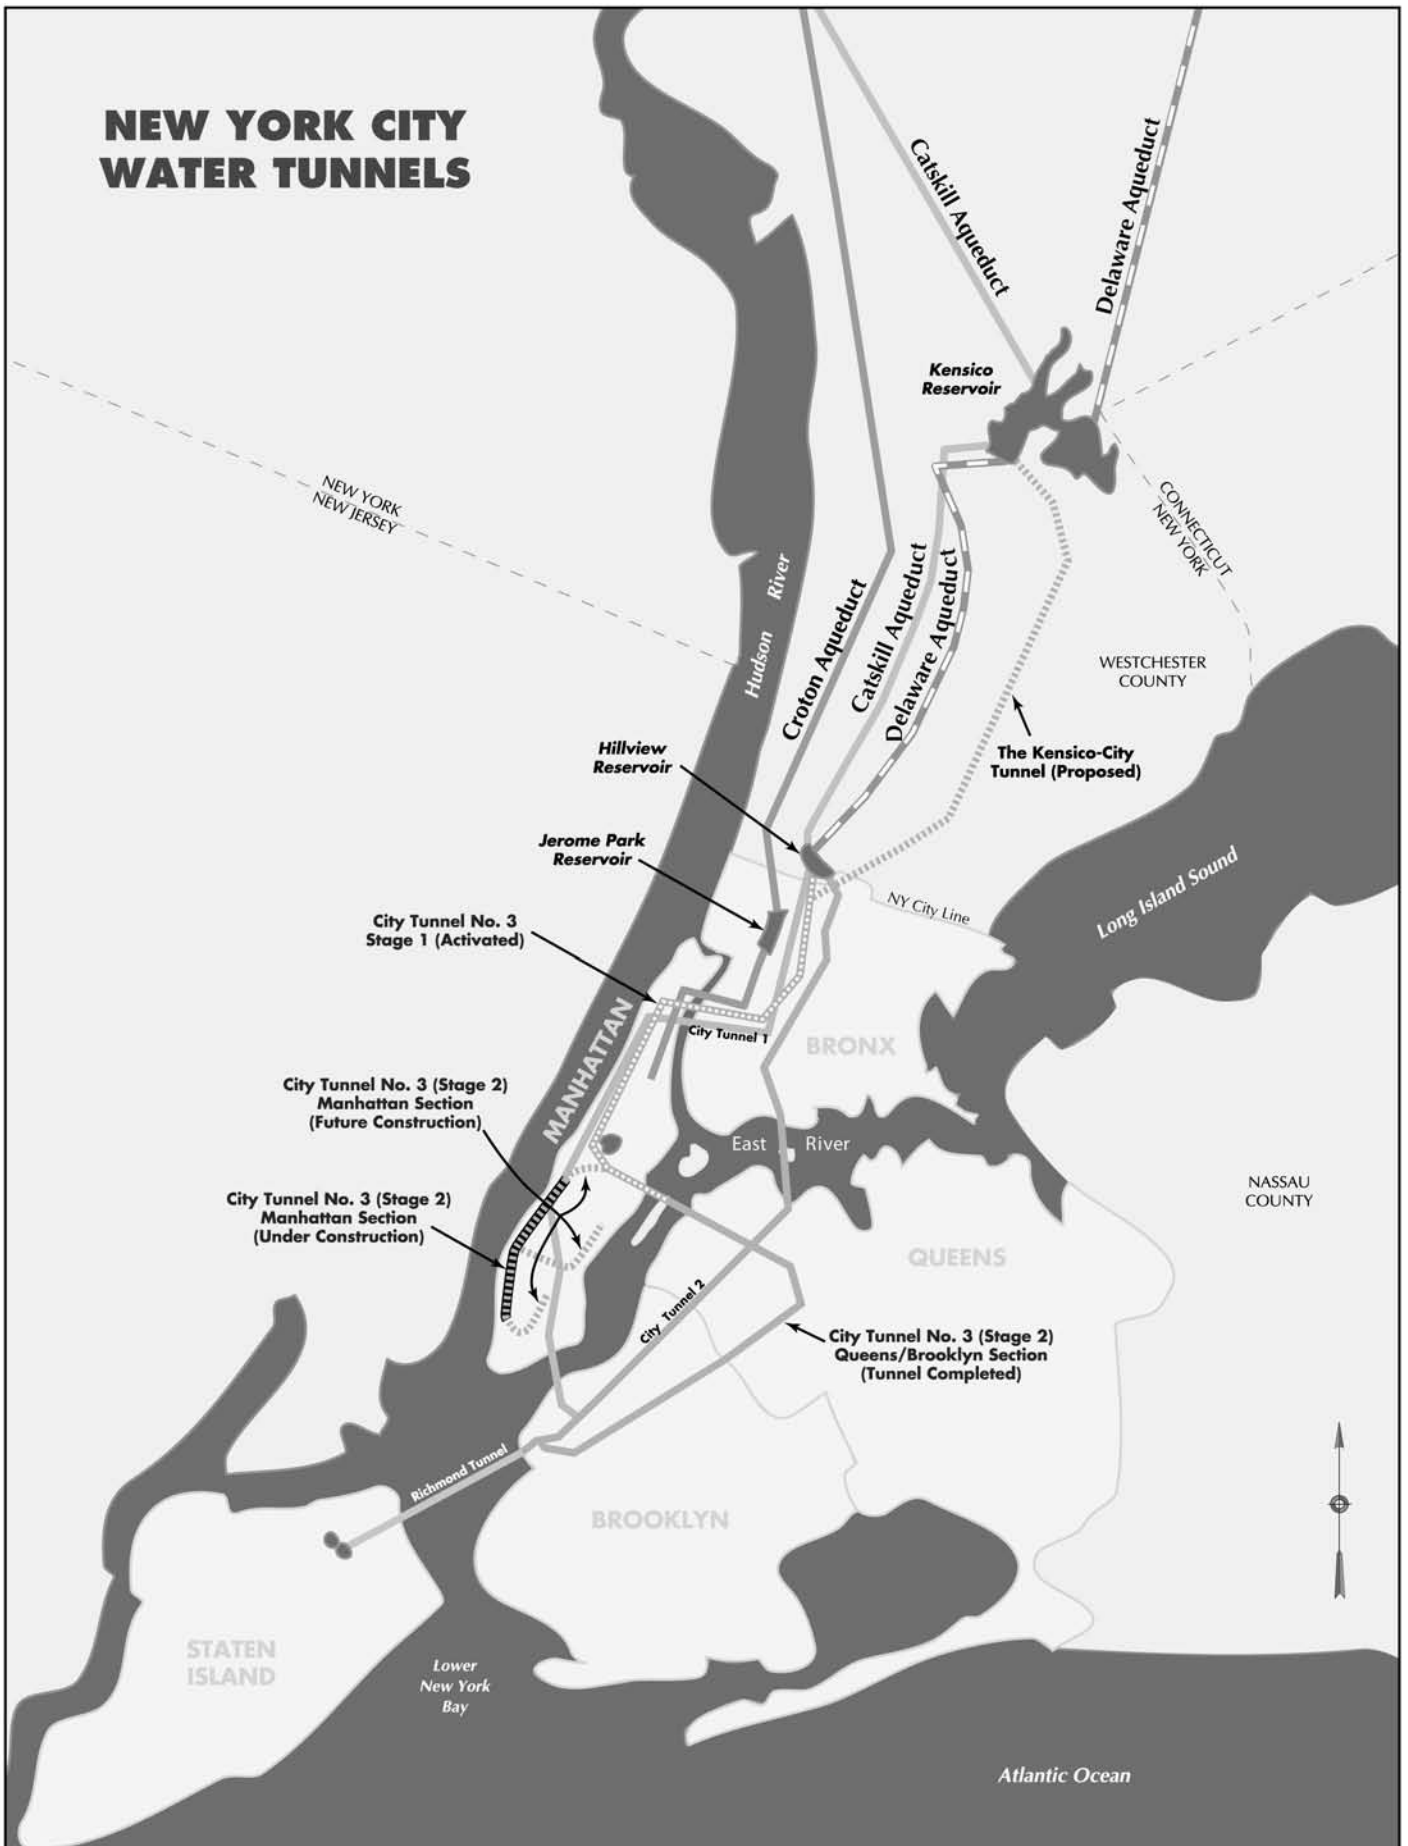 NEW YORK CITY
WATER TUNNELS
Catskill Aqueduct
Delaware Aqueduct
Kensico
Reservoir
NEW YORK
NEW JERSEY
CONNECTICUT
NEW YORK
Hudson River
Croton Aqueduct
Catskill Aqueduct
Delaware Aqueduct
WESTCHESTER
COUNTY
The Kensico-City
Tunnel (Proposed)
Hillview
Reservoir
Jerome Park
Reservoir
NY City Line
Long Island Sound
City Tunnel No. 3
Stage 1 (Activated)
MANHATTAN
City Tunnel 1
BRONX
City Tunnel No. 3 (Stage 2)
Manhattan Section
(Future Construction)
East River
City Tunnel No. 3 (Stage 2)
Manhattan Section
(Under Construction)
NASSAU
COUNTY
QUEENS
City Tunnel 2
City Tunnel No. 3 (Stage 2)
Queens/Brooklyn Section
(Tunnel Completed)
Richmond Tunnel
BROOKLYN
STATEN
ISLAND
Lower
New York
Bay
Atlantic Ocean